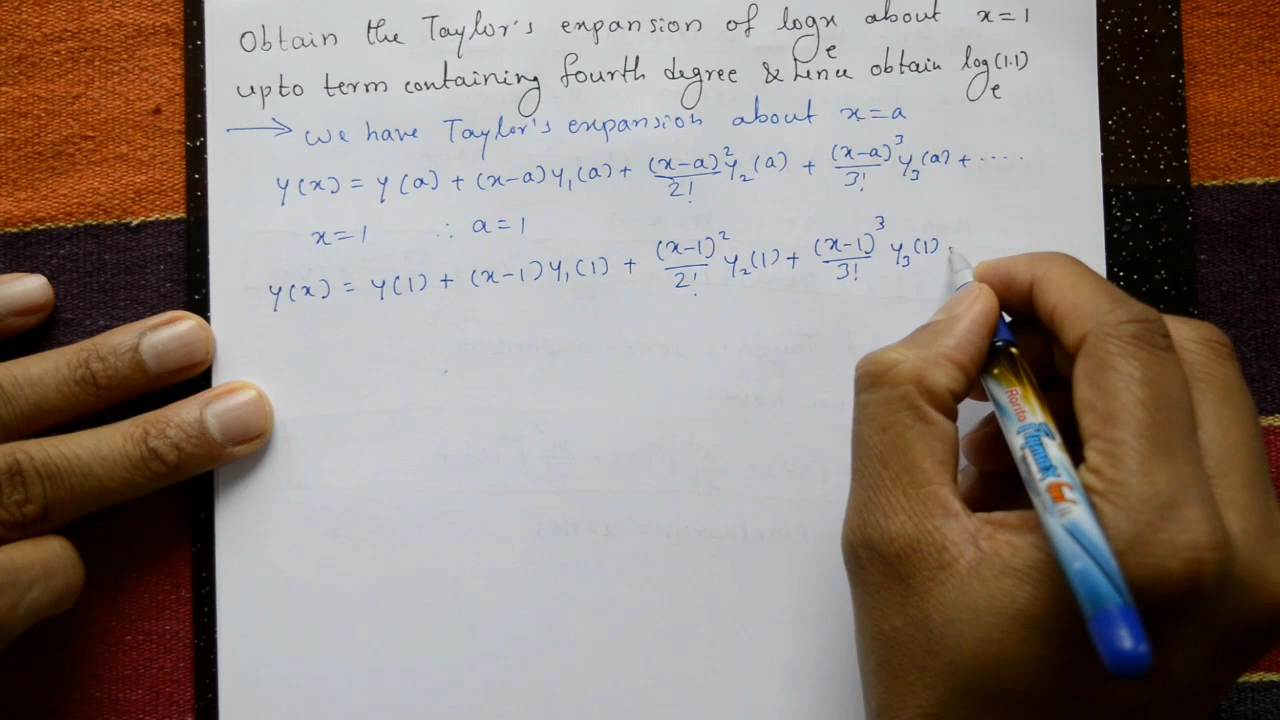 Obtain the Taylor's expansion of logₑx about x=1
upto term containing fourth degree & hence obtain logₑ(1.1)
→ We have Taylor's expansion about x=a
y(x) = y(a) + (x-a)y₁(a) + (x-a)²/2! y₂(a) + (x-a)³/3! y₃(a) + ....
x=1 ∴ a=1
y(x) = y(1) + (x-1)y₁(1) + (x-1)²/2! y₂(1) + (x-1)³/3! y₃(1)
Rorito